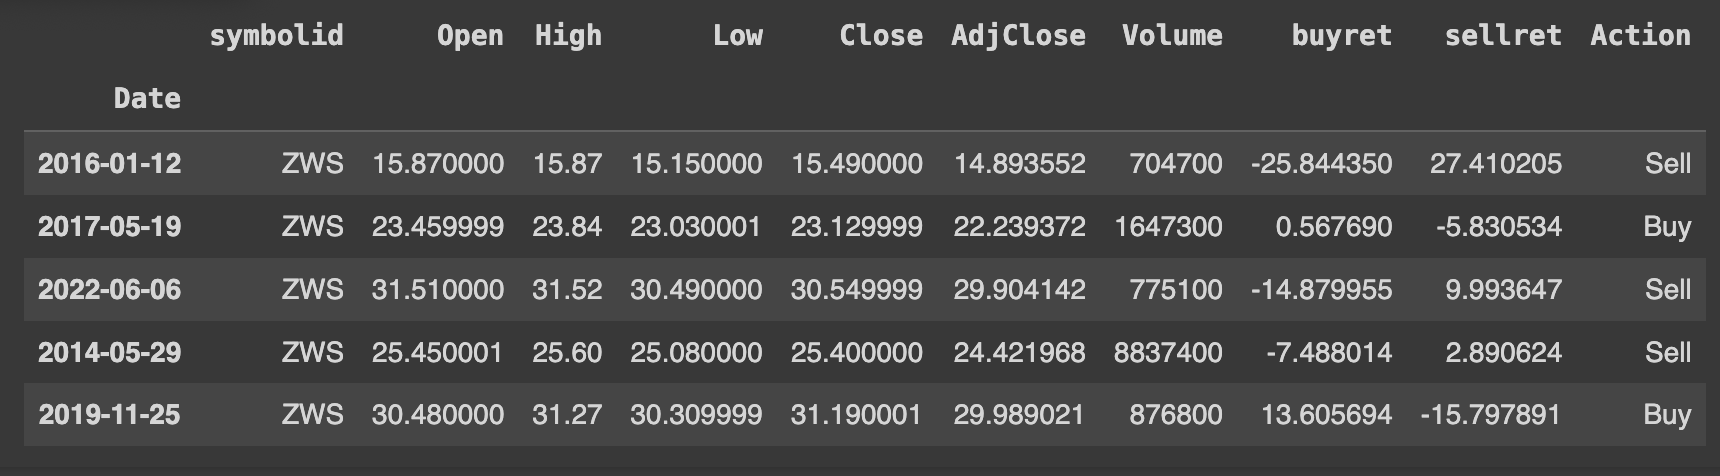 symbolid Open High Low Close AdjClose Volume buyret sellret Action
Date
2016-01-12 ZWS 15.870000 15.87 15.150000 15.490000 14.893552 704700 -25.844350 27.410205 Sell
2017-05-19 ZWS 23.459999 23.84 23.030001 23.129999 22.239372 1647300 0.567690 -5.830534 Buy
2022-06-06 ZWS 31.510000 31.52 30.490000 30.549999 29.904142 775100 -14.879955 9.993647 Sell
2014-05-29 ZWS 25.450001 25.60 25.080000 25.400000 24.421968 8837400 -7.488014 2.890624 Sell
2019-11-25 ZWS 30.480000 31.27 30.309999 31.190001 29.989021 876800 13.605694 -15.797891 Buy